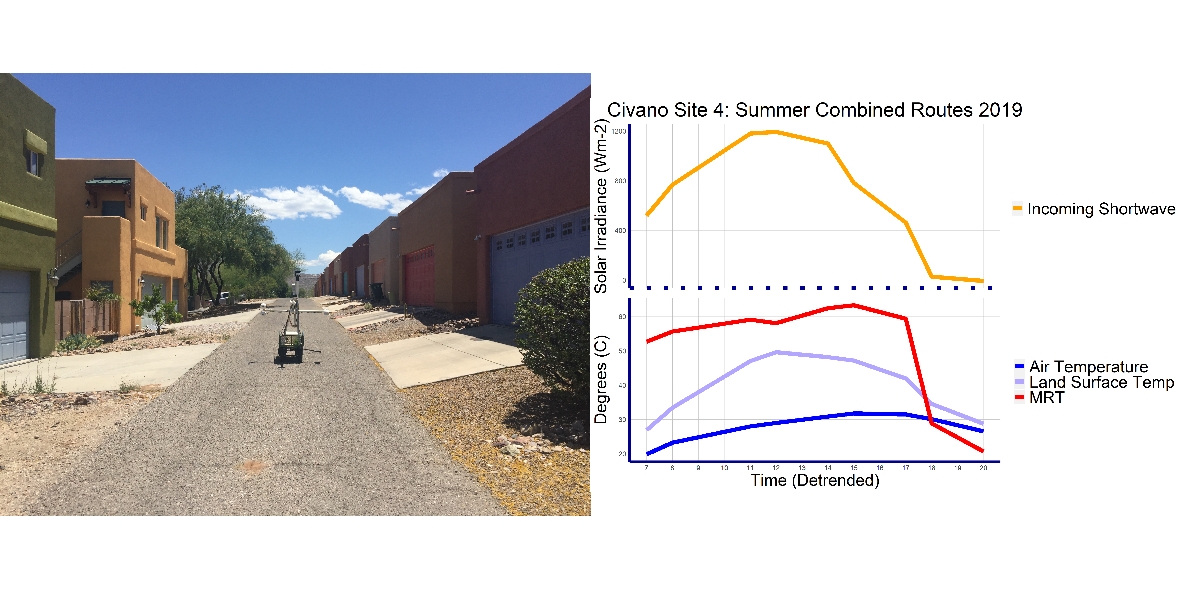 Civano Site 4: Summer Combined Routes 2019
Solar Irradiance (Wm-2)
1200
800
400
0
Incoming Shortwave
Degrees (C)
60
50
40
30
20
Air Temperature
Land Surface Temp
MRT
7 8 9 10 11 12 13 14 15 16 17 18 19 20
Time (Detrended)